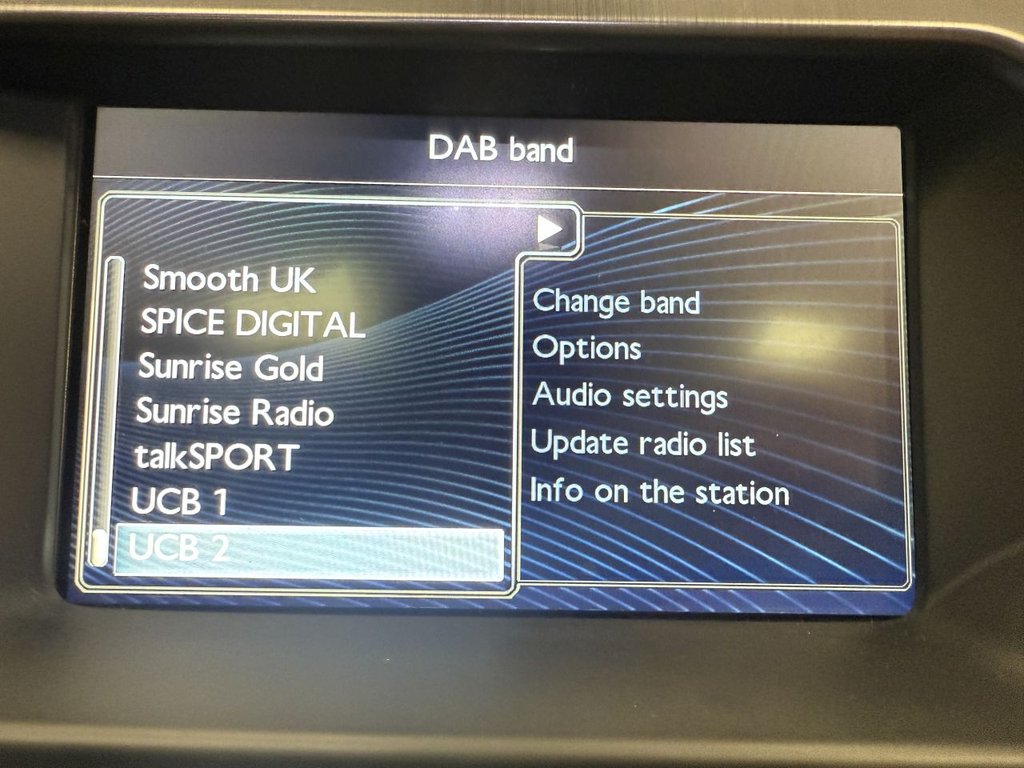 DAB band
Smooth UK
SPICE DIGITAL
Sunrise Gold
Sunrise Radio
talkSPORT
UCB 1
UCB 2
Change band
Options
Audio settings
Update radio list
Info on the station